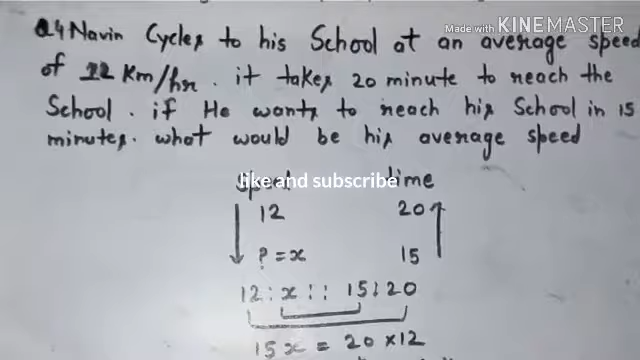 Made with KINEMASTER
Q4 Navin Cycles to his School at an average speed
of 12 Km/hr. it takes 20 minute to reach the
School. if He wants to reach his School in 15
minutes. what would be his average speed
like and subscribe
time
12 20
? = x 15
12 : x :: 15 : 20
15x = 20 × 12